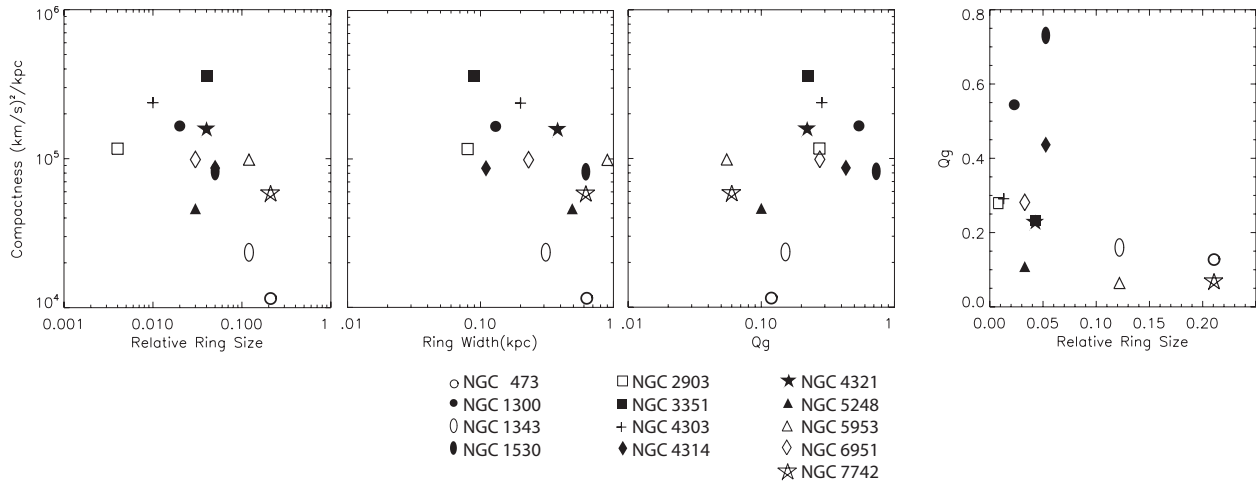 Compactness (km/s)²/kpc
10⁶
10⁵
10⁴
0.001 0.010 0.100 1
Relative Ring Size
.01 0.10 1
Ring Width(kpc)
.01 0.10 1
Qg
Qg
0.8
0.6
0.4
0.2
0.0
0.00 0.05 0.10 0.15 0.20
Relative Ring Size
NGC 473
NGC 1300
NGC 1343
NGC 1530
NGC 2903
NGC 3351
NGC 4303
NGC 4314
NGC 4321
NGC 5248
NGC 5953
NGC 6951
NGC 7742